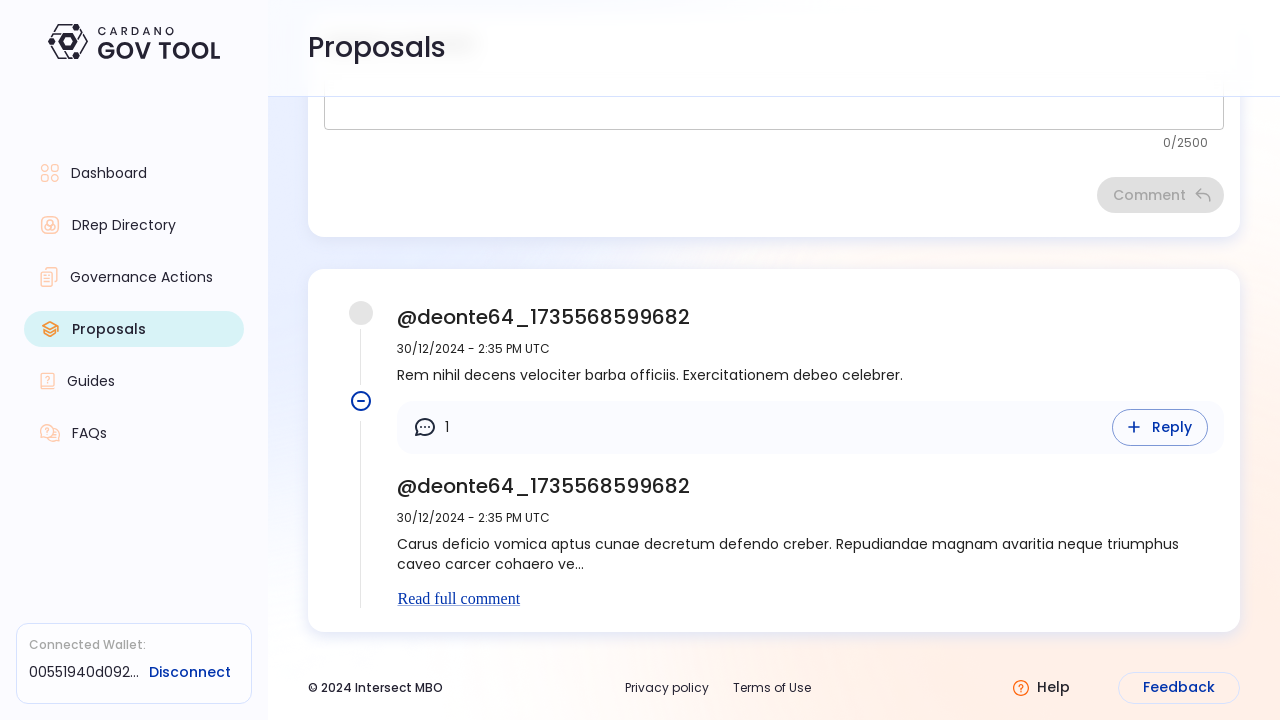 CARDANO
GOV TOOL
Proposals
Dashboard
DRep Directory
Governance Actions
Proposals
Guides
FAQs
Connected Wallet:
00551940d092...
Disconnect
0/2500
Comment
@deonte64_1735568599682
30/12/2024 - 2:35 PM UTC
Rem nihil decens velociter barba officiis. Exercitationem debeo celebrer.
1
Reply
@deonte64_1735568599682
30/12/2024 - 2:35 PM UTC
Carus deficio vomica aptus cunae decretum defendo creber. Repudiandae magnam avaritia neque triumphus
caveo carcer cohaero ve...
Read full comment
© 2024 Intersect MBO
Privacy policy
Terms of Use
Help
Feedback